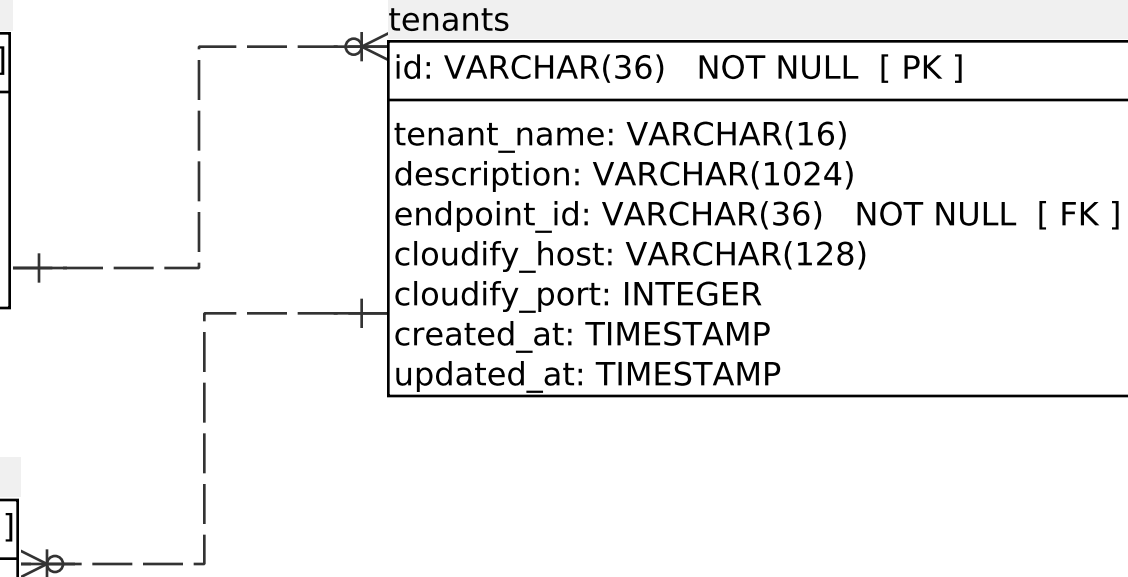 tenants
]
id: VARCHAR(36)   NOT NULL  [ PK ]
tenant_name: VARCHAR(16)
description: VARCHAR(1024)
endpoint_id: VARCHAR(36)   NOT NULL  [ FK ]
cloudify_host: VARCHAR(128)
cloudify_port: INTEGER
created_at: TIMESTAMP
updated_at: TIMESTAMP
]